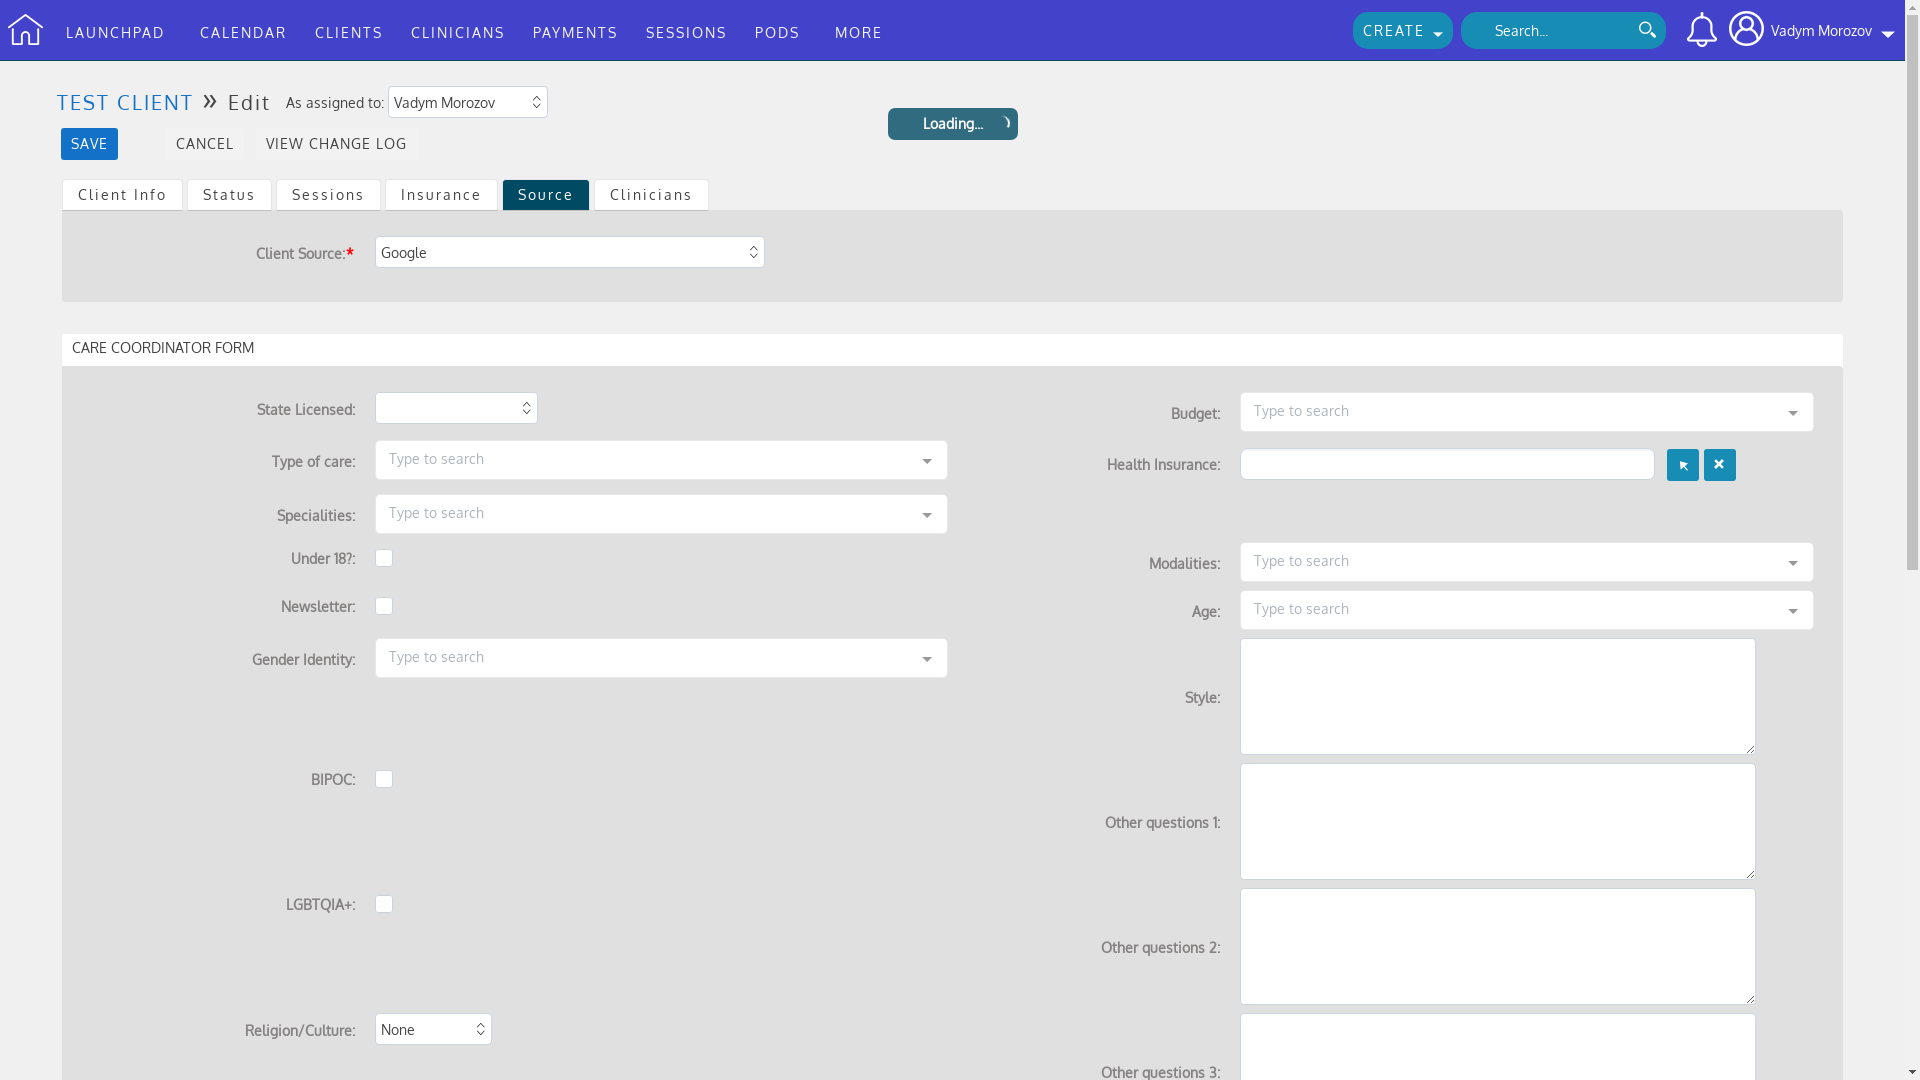 LAUNCHPAD CALENDAR CLIENTS CLINICIANS PAYMENTS SESSIONS PODS MORE CREATE Search... Vadym Morozov
TEST CLIENT » Edit As assigned to: Vadym Morozov
Loading...
SAVE CANCEL VIEW CHANGE LOG
Client Info Status Sessions Insurance Source Clinicians
Client Source:* Google
CARE COORDINATOR FORM
State Licensed:
Budget: Type to search
Type of care: Type to search
Health Insurance:
Specialities: Type to search
Under 18?:
Modalities: Type to search
Newsletter:
Age: Type to search
Gender Identity: Type to search
Style:
BIPOC:
Other questions 1:
LGBTQIA+:
Other questions 2:
Religion/Culture: None
Other questions 3: